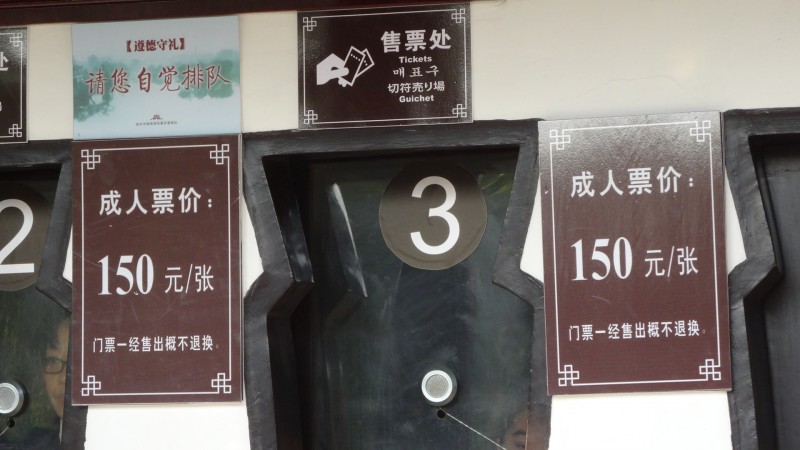 处
【遵德守礼】
请您自觉排队
售票处
Tickets
매표구
切符売り場
Guichet
2
成人票价：
150 元/张
门票一经售出概不退换。
3
成人票价：
150 元/张
门票一经售出概不退换。